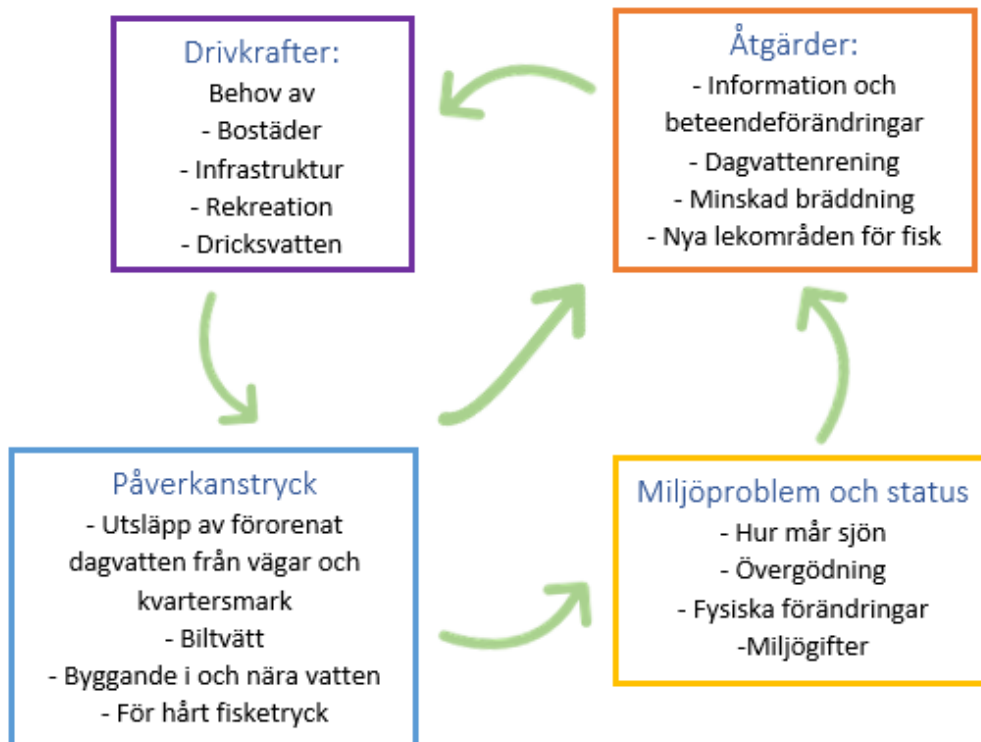 Drivkrafter:
Behov av
- Bostäder
- Infrastruktur
- Rekreation
- Dricksvatten
Åtgärder:
- Information och
beteendeförändringar
- Dagvattenrening
- Minskad bräddning
- Nya lekområden för fisk
Påverkanstryck
- Utsläpp av förorenat
dagvatten från vägar och
kvartersmark
- Biltvätt
- Byggande i och nära vatten
- För hårt fisketryck
Miljöproblem och status
- Hur mår sjön
- Övergödning
- Fysiska förändringar
-Miljögifter